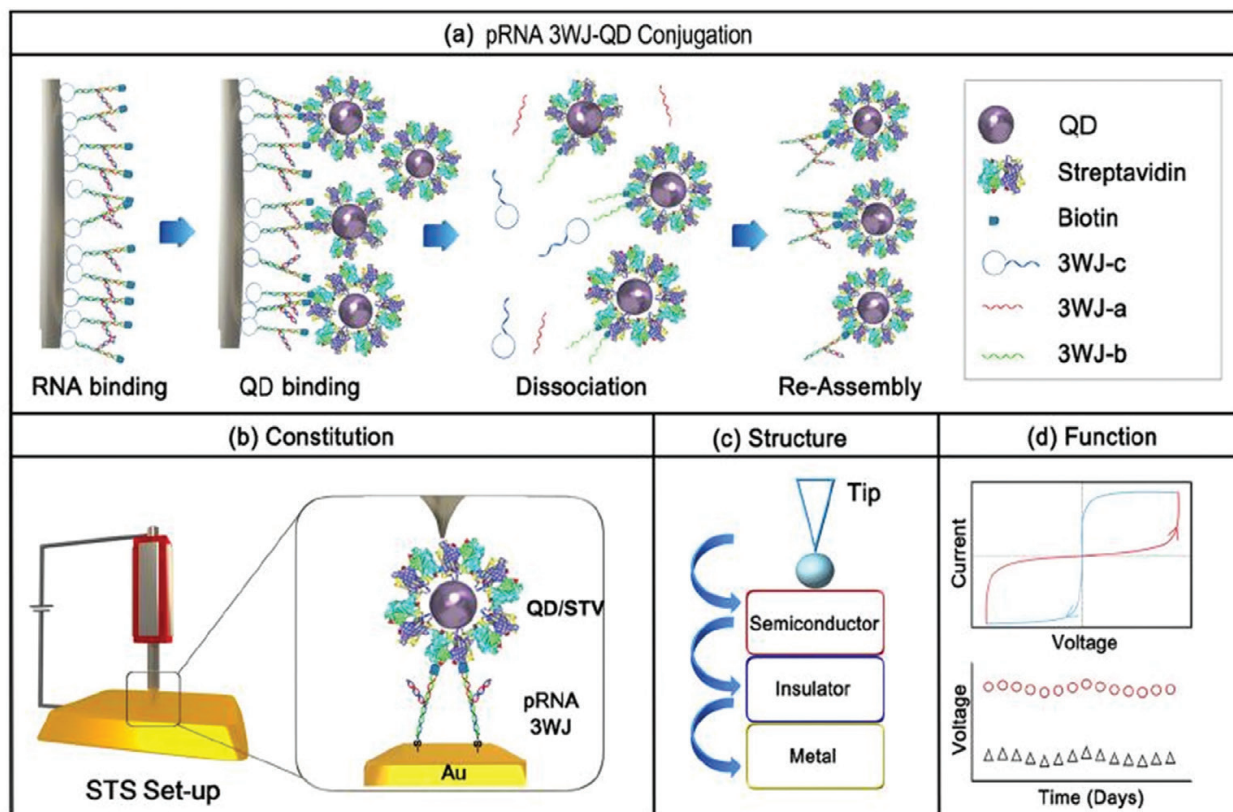 (a) pRNA 3WJ-QD Conjugation
RNA binding
QD binding
Dissociation
Re-Assembly
QD
Streptavidin
Biotin
3WJ-c
3WJ-a
3WJ-b
(b) Constitution
STS Set-up
QD/STV
pRNA
3WJ
S
S
Au
(c) Structure
Tip
Semiconductor
Insulator
Metal
(d) Function
Current
Voltage
Voltage
Time (Days)